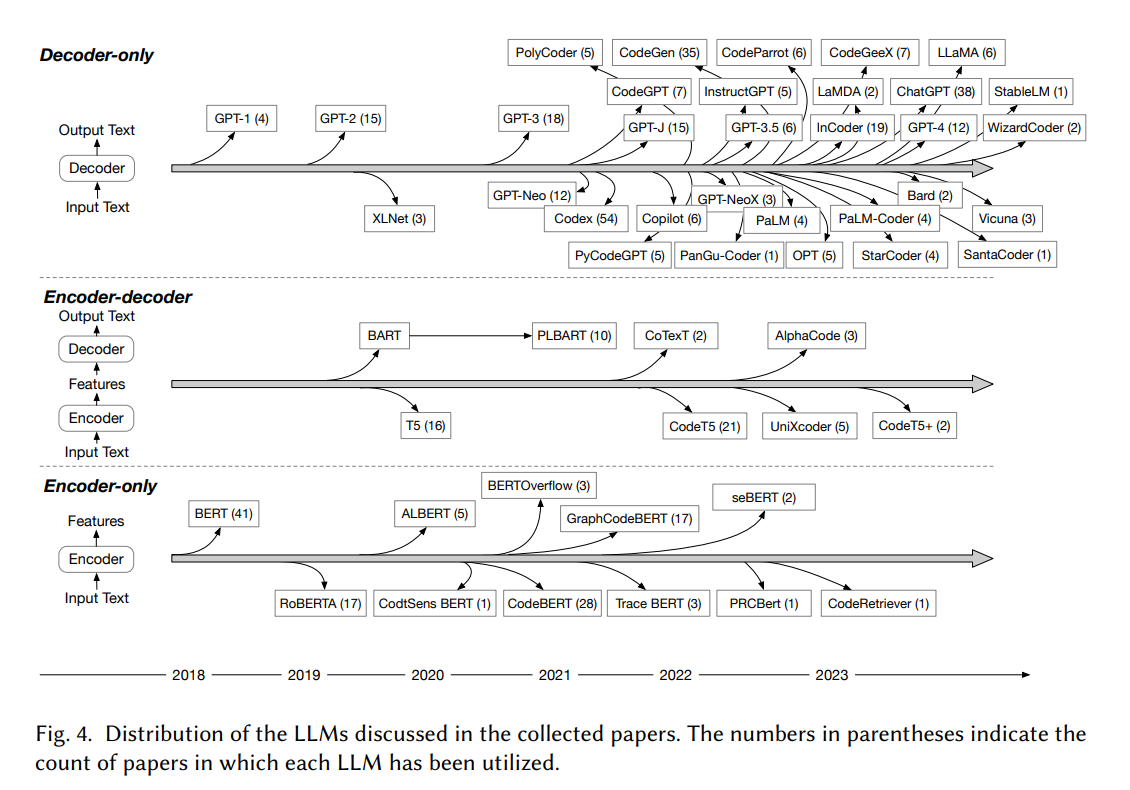 Decoder-only
PolyCoder (5)
CodeGen (35)
CodeParrot (6)
CodeGeeX (7)
LLaMA (6)
CodeGPT (7)
InstructGPT (5)
LaMDA (2)
ChatGPT (38)
StableLM (1)
GPT-1 (4)
GPT-2 (15)
GPT-3 (18)
GPT-J (15)
GPT-3.5 (6)
InCoder (19)
GPT-4 (12)
WizardCoder (2)
Output Text
Decoder
Input Text
GPT-Neo (12)
GPT-NeoX (3)
Bard (2)
XLNet (3)
Codex (54)
Copilot (6)
PaLM (4)
PaLM-Coder (4)
Vicuna (3)
PyCodeGPT (5)
PanGu-Coder (1)
OPT (5)
StarCoder (4)
SantaCoder (1)
Encoder-decoder
Output Text
Decoder
Features
Encoder
Input Text
BART
PLBART (10)
CoTexT (2)
AlphaCode (3)
T5 (16)
CodeT5 (21)
UniXcoder (5)
CodeT5+ (2)
Encoder-only
Features
Encoder
Input Text
BERTOverflow (3)
seBERT (2)
BERT (41)
ALBERT (5)
GraphCodeBERT (17)
RoBERTA (17)
CodtSens BERT (1)
CodeBERT (28)
Trace BERT (3)
PRCBert (1)
CodeRetriever (1)
2018 2019 2020 2021 2022 2023
Fig. 4. Distribution of the LLMs discussed in the collected papers. The numbers in parentheses indicate the
count of papers in which each LLM has been utilized.